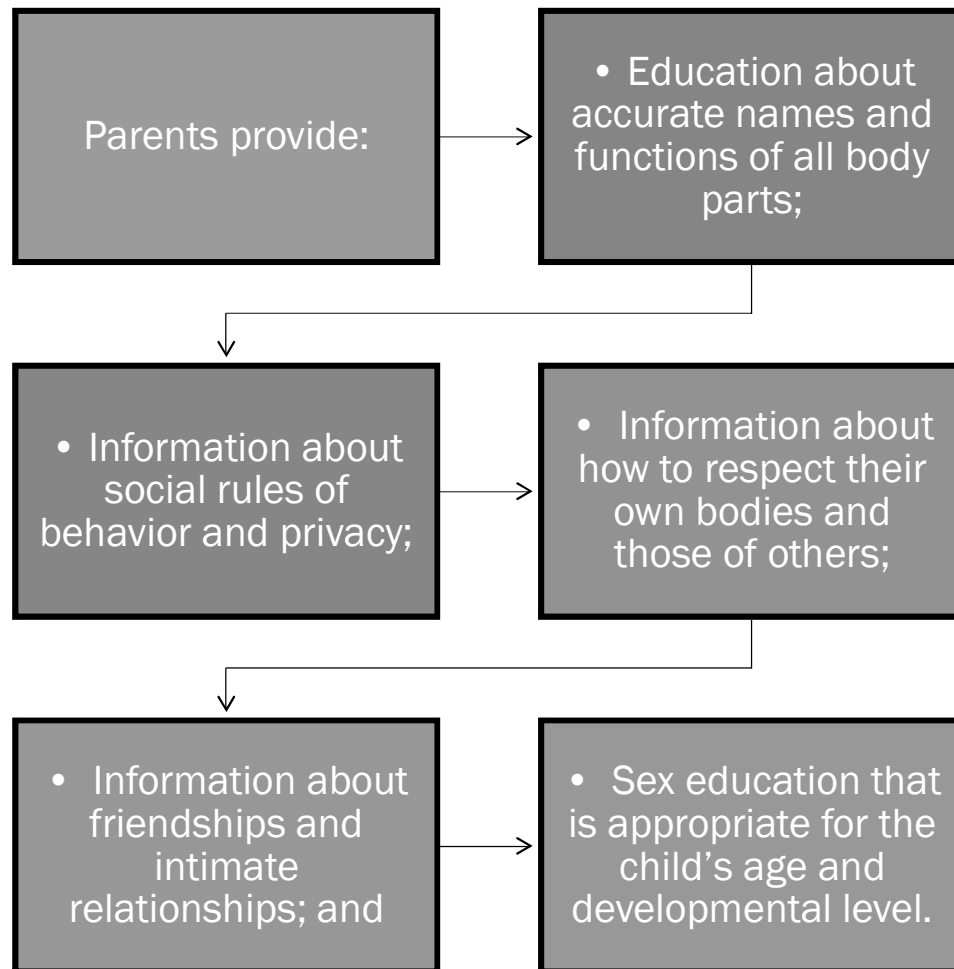 Parents provide:
• Education about
accurate names and
functions of all body
parts;
• Information about
social rules of
behavior and privacy;
• Information about
how to respect their
own bodies and
those of others;
• Information about
friendships and
intimate
relationships; and
• Sex education that
is appropriate for the
child’s age and
developmental level.